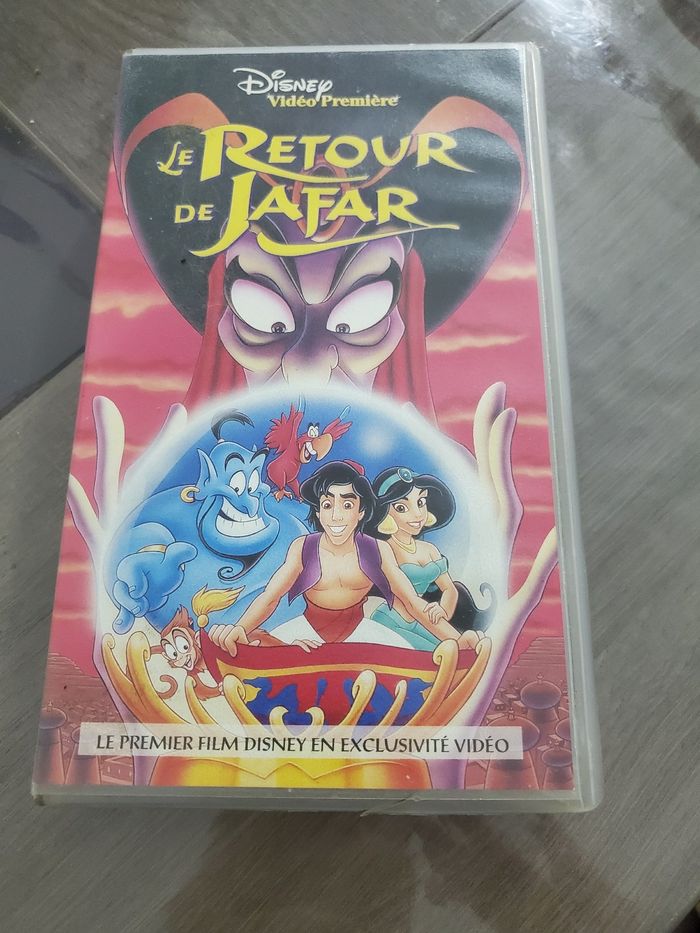 Disney
Vidéo Première
Le Retour
de Jafar
LE PREMIER FILM DISNEY EN EXCLUSIVITÉ VIDÉO